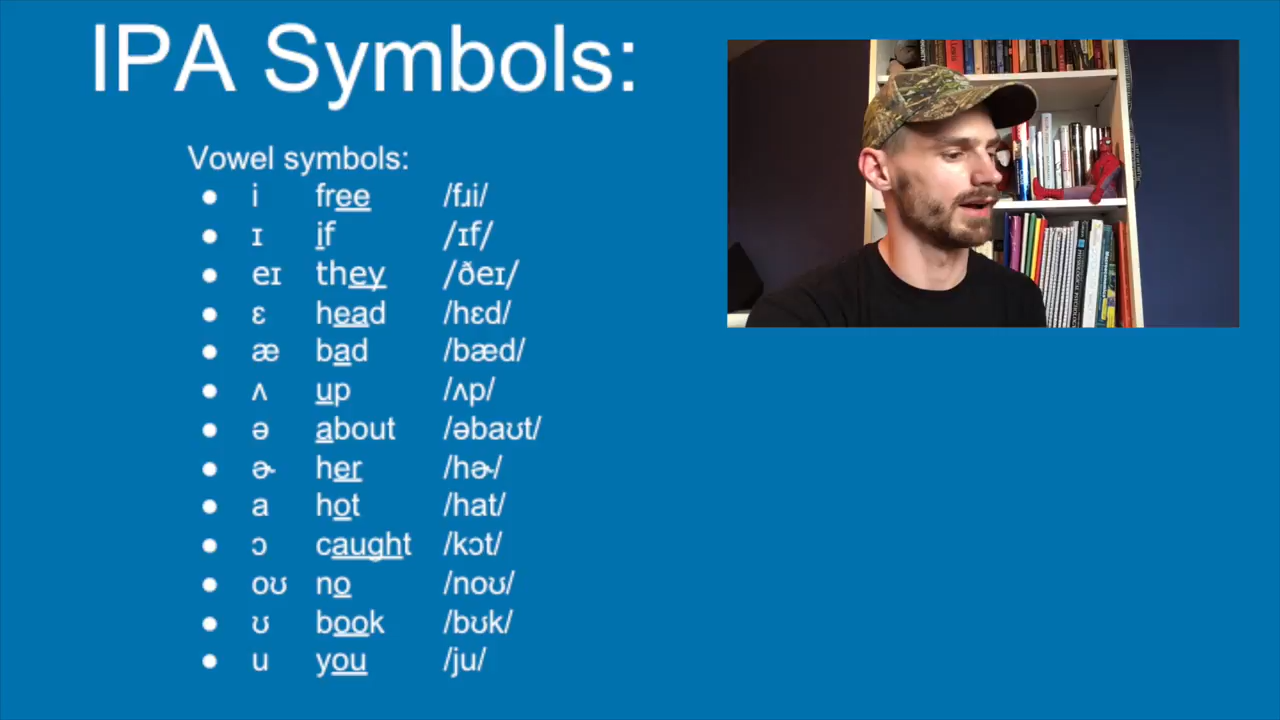 IPA Symbols:
Vowel symbols:
● i free /fɹi/
● ɪ if /ɪf/
● eɪ they /ðeɪ/
● ɛ head /hɛd/
● æ bad /bæd/
● ʌ up /ʌp/
● ə about /əbaʊt/
● ɚ her /hɚ/
● a hot /hat/
● ɔ caught /kɔt/
● oʊ no /noʊ/
● ʊ book /bʊk/
● u you /ju/